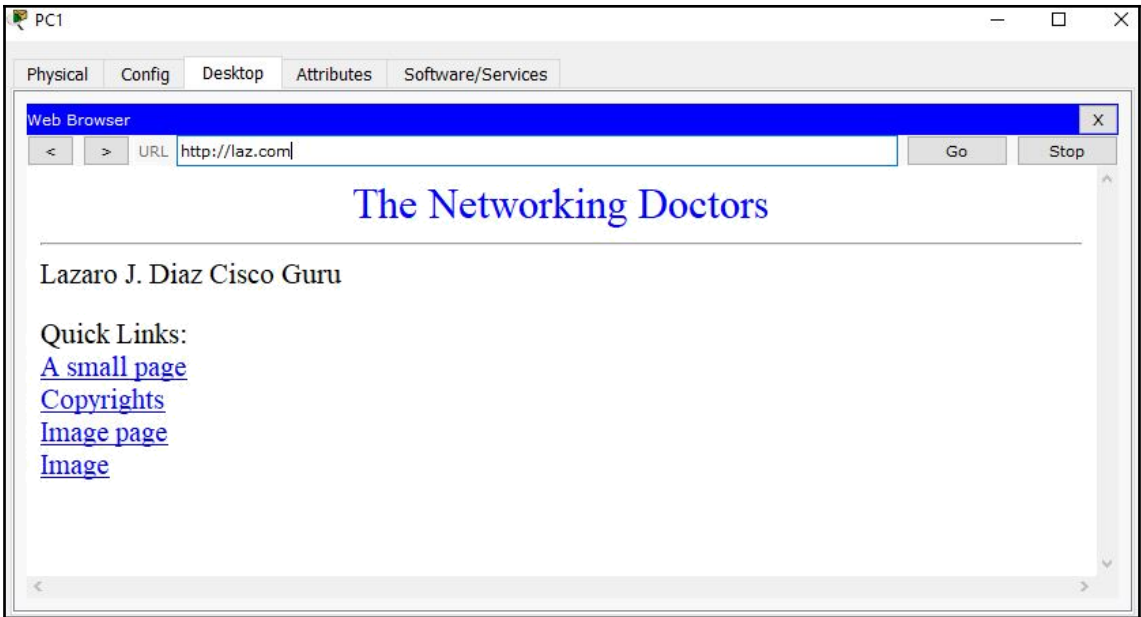 PC1
Physical Config Desktop Attributes Software/Services
Web Browser X
< > URL http://laz.com Go Stop
The Networking Doctors
Lazaro J. Diaz Cisco Guru
Quick Links:
A small page
Copyrights
Image page
Image